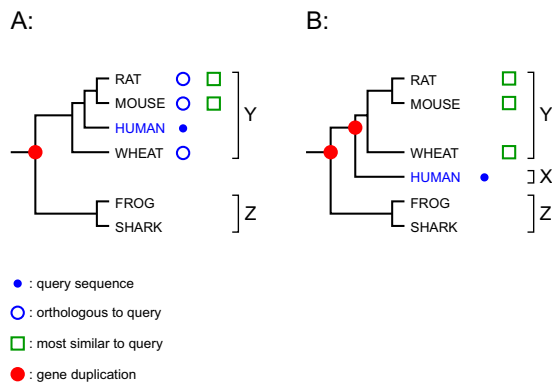 A:
RAT
MOUSE
HUMAN
WHEAT
Y
FROG
SHARK
Z
B:
RAT
MOUSE
WHEAT
Y
HUMAN
X
FROG
SHARK
Z
: query sequence
: orthologous to query
: most similar to query
: gene duplication